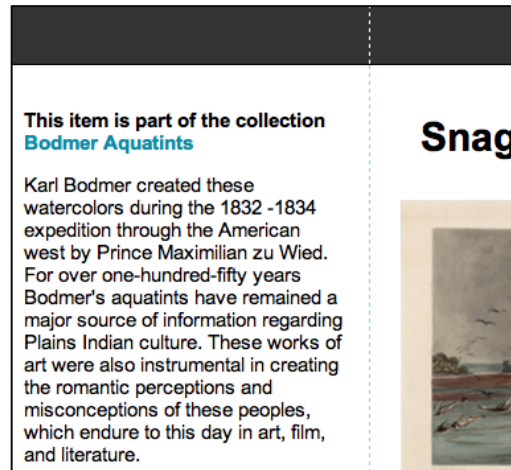 This item is part of the collection
Bodmer Aquatints
Karl Bodmer created these
watercolors during the 1832 -1834
expedition through the American
west by Prince Maximilian zu Wied.
For over one-hundred-fifty years
Bodmer's aquatints have remained a
major source of information regarding
Plains Indian culture. These works of
art were also instrumental in creating
the romantic perceptions and
misconceptions of these peoples,
which endure to this day in art, film,
and literature.
Snag